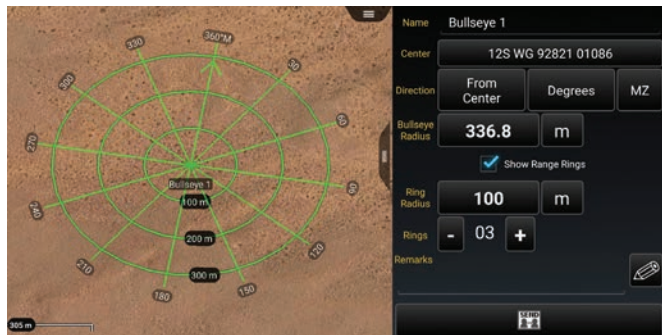 360°M
330
30
300
60
270
90
240
120
210
150
180
Bullseye 1
100 m
200 m
300 m
305 m
Name Bullseye 1
Center 12S WG 92821 01086
Direction From Center Degrees MZ
Bullseye Radius 336.8 m
Show Range Rings
Ring Radius 100 m
Rings - 03 +
Remarks
SEND